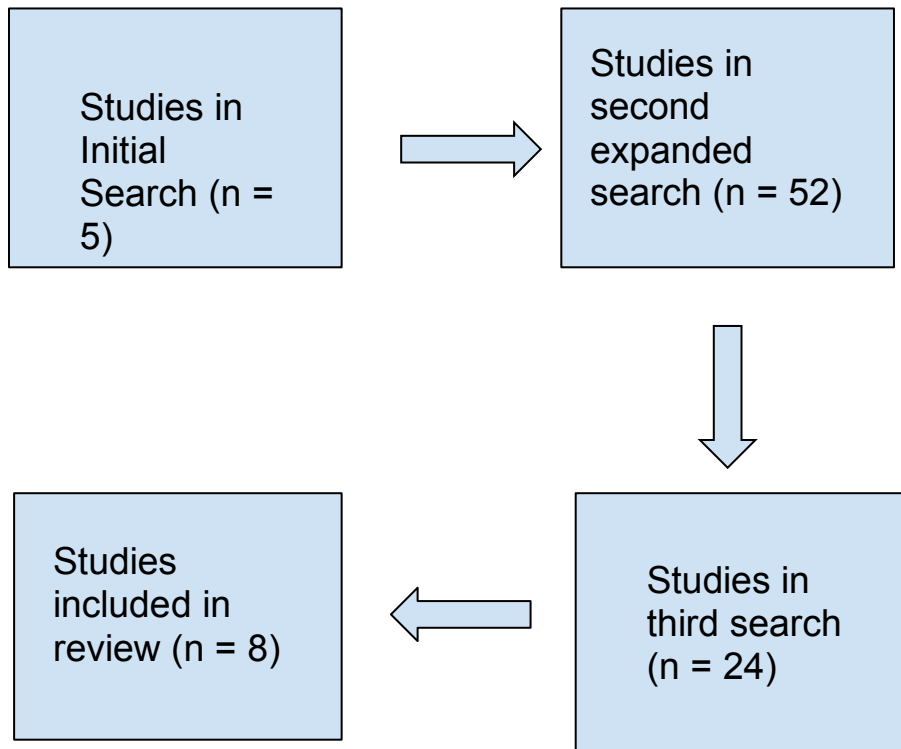 Studies in
Initial
Search (n =
5)
Studies in
second
expanded
search (n = 52)
Studies in
third search
(n = 24)
Studies
included in
review (n = 8)